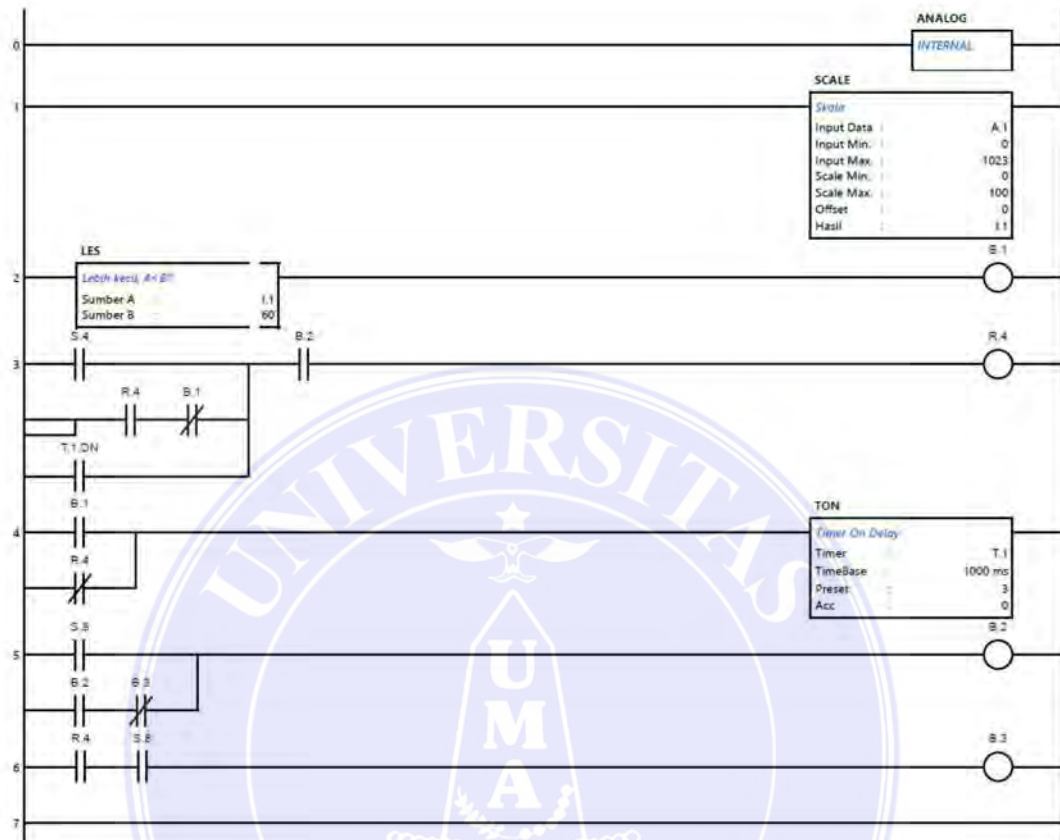 ANALOG
0
INTERNAL
SCALE
1
Skala
Input Data : A.1
Input Min. : 0
Input Max. : 1023
Scale Min. : 0
Scale Max. : 100
Offset : 0
Hasil : I.1
LES
B.1
2
Lebih kecil, A<B?
Sumber A I.1
Sumber B 60
S.4
B.2
R.4
3
R.4
B.1
T.1.DN
B.1
TON
4
Timer On Delay
R.4
Timer : T.1
TimeBase : 1000 ms
Preset : 3
Acc : 0
S.3
B.2
5
B.2
B.3
R.4
S.8
B.3
6
7
UNIVERSITAS
UMA